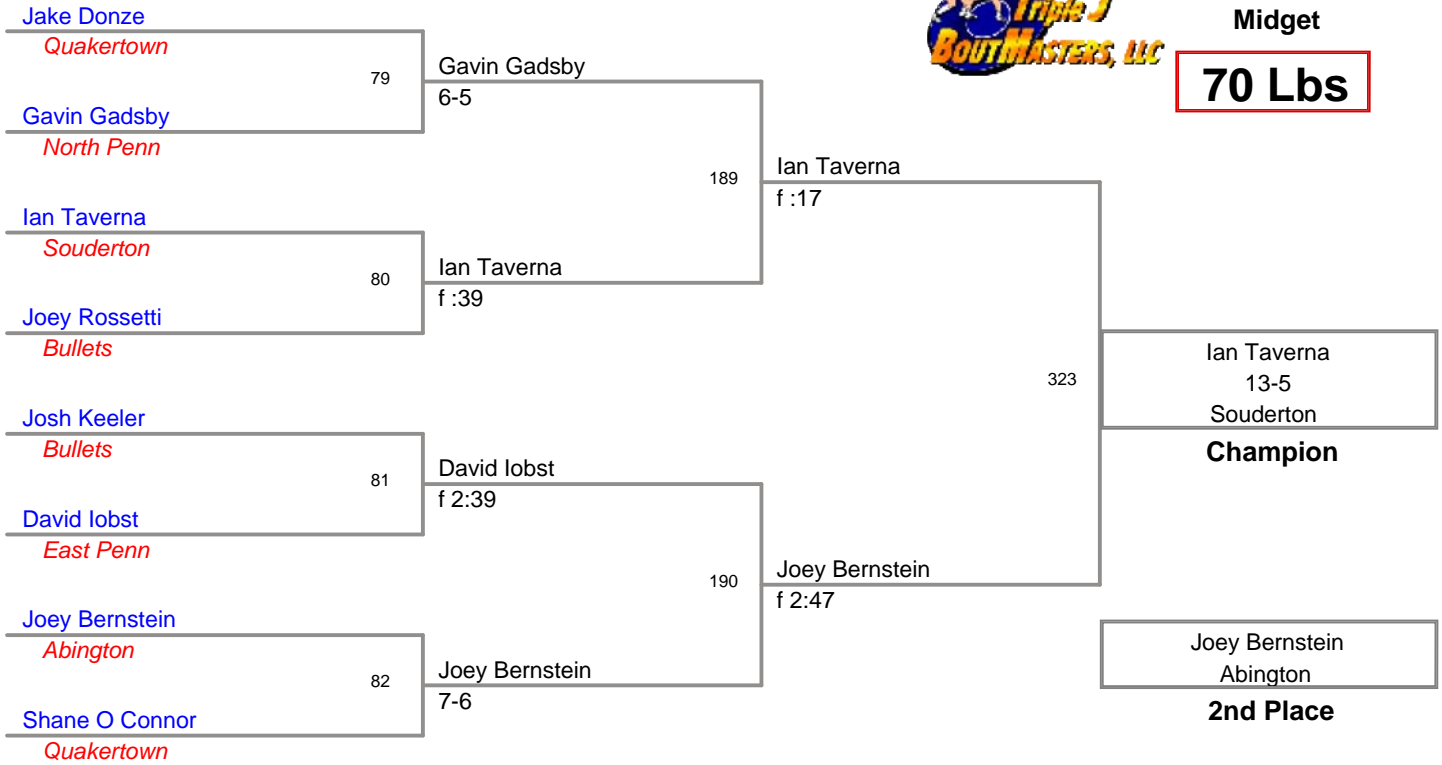 Triple J
BOUTMASTERS, LLC
Midget
70 Lbs
Jake Donze
Quakertown
79
Gavin Gadsby
6-5
Gavin Gadsby
North Penn
189
Ian Taverna
f :17
Ian Taverna
Souderton
80
Ian Taverna
f :39
Joey Rossetti
Bullets
323
Ian Taverna
13-5
Souderton
Champion
Josh Keeler
Bullets
81
David Iobst
f 2:39
David Iobst
East Penn
190
Joey Bernstein
f 2:47
Joey Bernstein
Abington
82
Joey Bernstein
7-6
Shane O Connor
Quakertown
Joey Bernstein
Abington
2nd Place